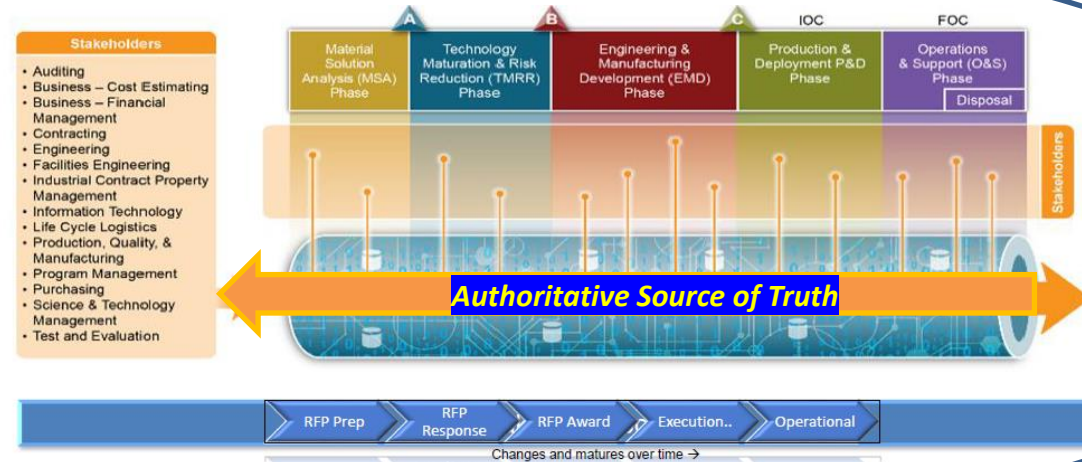 A
B
C
IOC
FOC
Stakeholders
• Auditing
• Business – Cost Estimating
• Business – Financial
Management
• Contracting
• Engineering
• Facilities Engineering
• Industrial Contract Property
Management
• Information Technology
• Life Cycle Logistics
• Production, Quality, &
Manufacturing
• Program Management
• Purchasing
• Science & Technology
Management
• Test and Evaluation
Material
Solution
Analysis (MSA)
Phase
Technology
Maturation & Risk
Reduction (TMRR)
Phase
Engineering &
Manufacturing
Development (EMD)
Phase
Production &
Deployment P&D
Phase
Operations
& Support (O&S)
Phase
Disposal
Stakeholders
Authoritative Source of Truth
RFP Prep
RFP
Response
RFP Award
Execution..
Operational
Changes and matures over time →